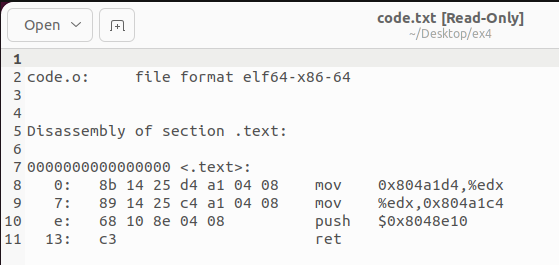 Open
code.txt [Read-Only]
~/Desktop/ex4
1
2 code.o:     file format elf64-x86-64
3
4
5 Disassembly of section .text:
6
7 0000000000000000 <.text>:
8    0:   8b 14 25 d4 a1 04 08    mov    0x804a1d4,%edx
9    7:   89 14 25 c4 a1 04 08    mov    %edx,0x804a1c4
10    e:   68 10 8e 04 08          push   $0x8048e10
11   13:   c3                      ret